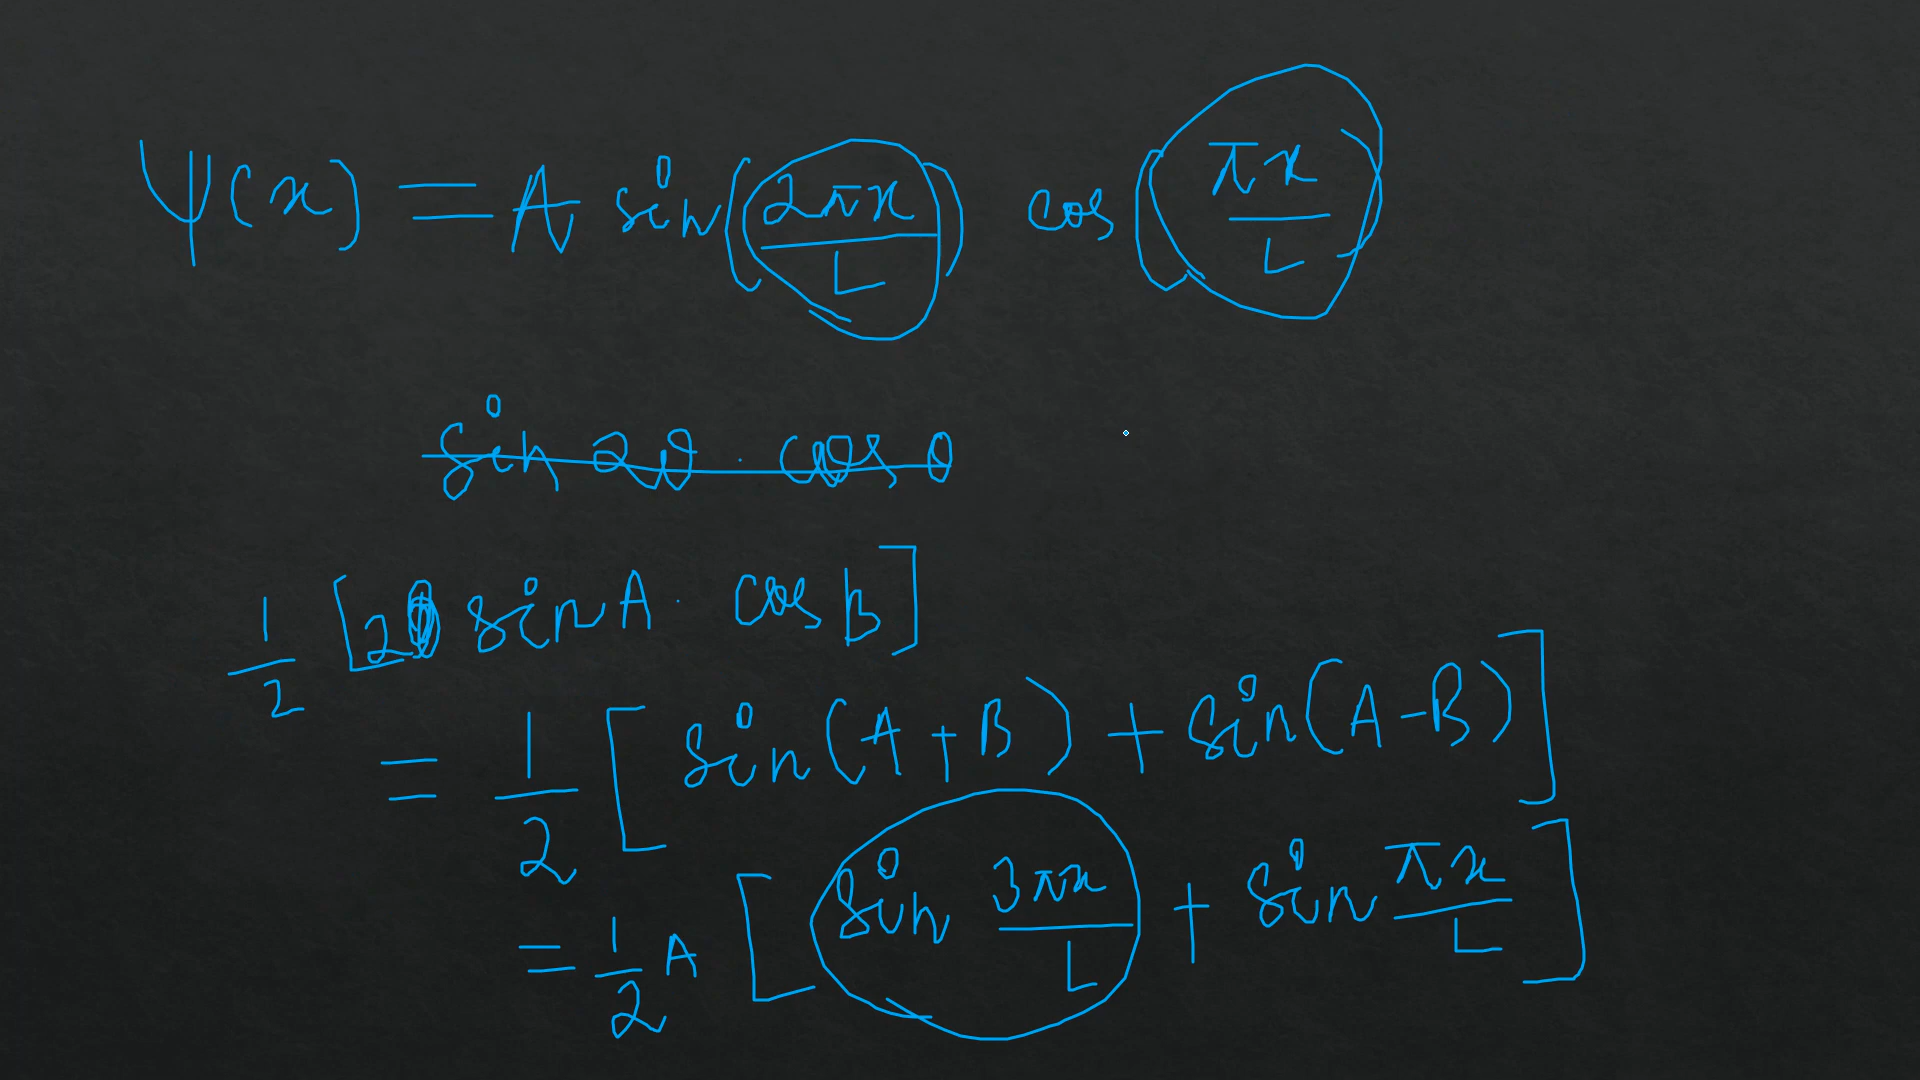 ψ(x) = A sin(2πx/L) cos(πx/L)
sin 2θ · cos θ
1/2 [2 sin A · cos B]
= 1/2 [sin(A+B) + sin(A-B)]
= 1/2 A [sin 3πx/L + sin πx/L]